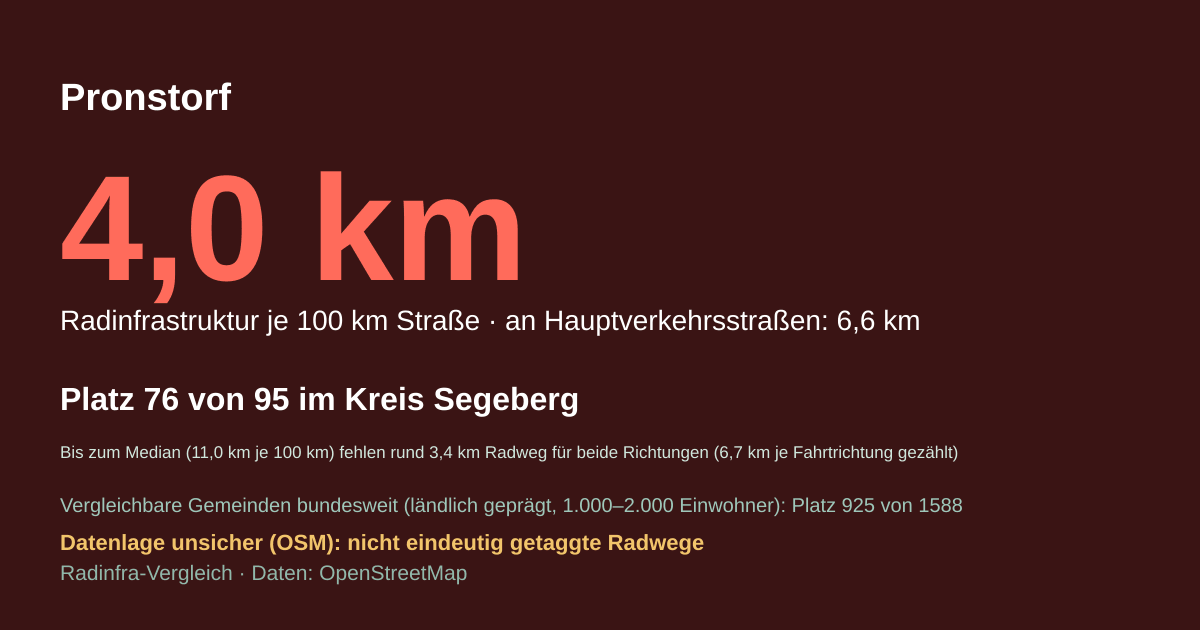 Pronstorf
4,0 km
Radinfrastruktur je 100 km Straße · an Hauptverkehrsstraßen: 6,6 km
Platz 76 von 95 im Kreis Segeberg
Bis zum Median (11,0 km je 100 km) fehlen rund 3,4 km Radweg für beide Richtungen (6,7 km je Fahrtrichtung gezählt)
Vergleichbare Gemeinden bundesweit (ländlich geprägt, 1.000–2.000 Einwohner): Platz 925 von 1588
Datenlage unsicher (OSM): nicht eindeutig getaggte Radwege
Radinfra-Vergleich · Daten: OpenStreetMap